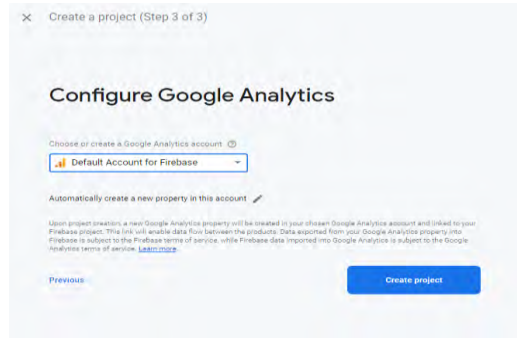 Create a project (Step 3 of 3)
Configure Google Analytics
Choose or create a Google Analytics account
Default Account for Firebase
Automatically create a new property in this account
Upon project creation, a new Google Analytics property will be created in your chosen Google Analytics account and linked to your
Firebase project. This link will enable data flow between the products. Data exported from your Google Analytics property into
Firebase is subject to the Firebase terms of service, while Firebase data imported into Google Analytics is subject to the Google
Analytics terms of service. Learn more.
Previous
Create project